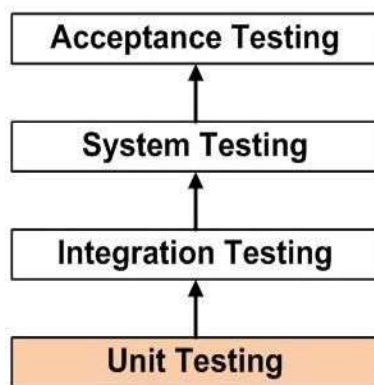 Acceptance Testing
System Testing
Integration Testing
Unit Testing